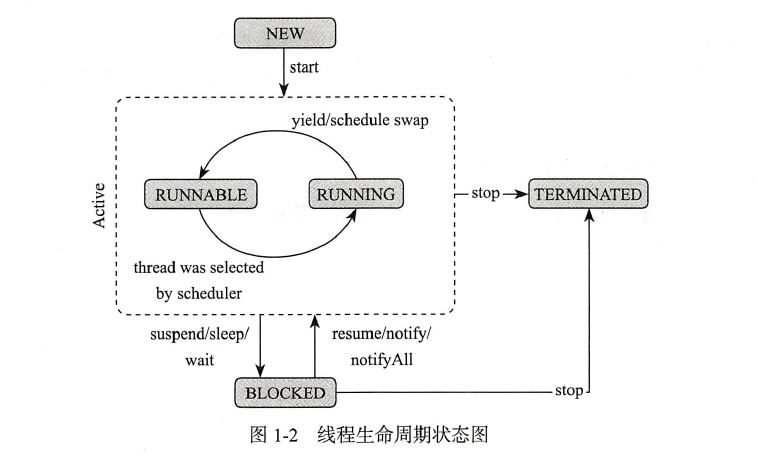 NEW
start
yield/schedule swap
RUNNABLE
RUNNING
stop
TERMINATED
Active
thread was selected
by scheduler
suspend/sleep/
wait
resume/notify/
notifyAll
BLOCKED
stop
图 1-2 线程生命周期状态图